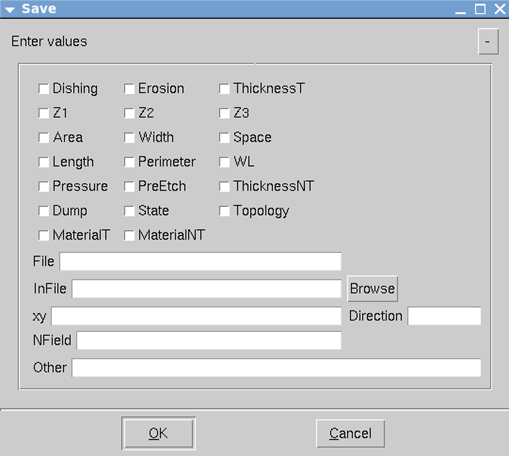 Save
Enter values -
Dishing Erosion ThicknessT
Z1 Z2 Z3
Area Width Space
Length Perimeter WL
Pressure PreEtch ThicknessNT
Dump State Topology
MaterialT MaterialNT
File
InFile Browse
xy Direction
NField
Other
OK Cancel